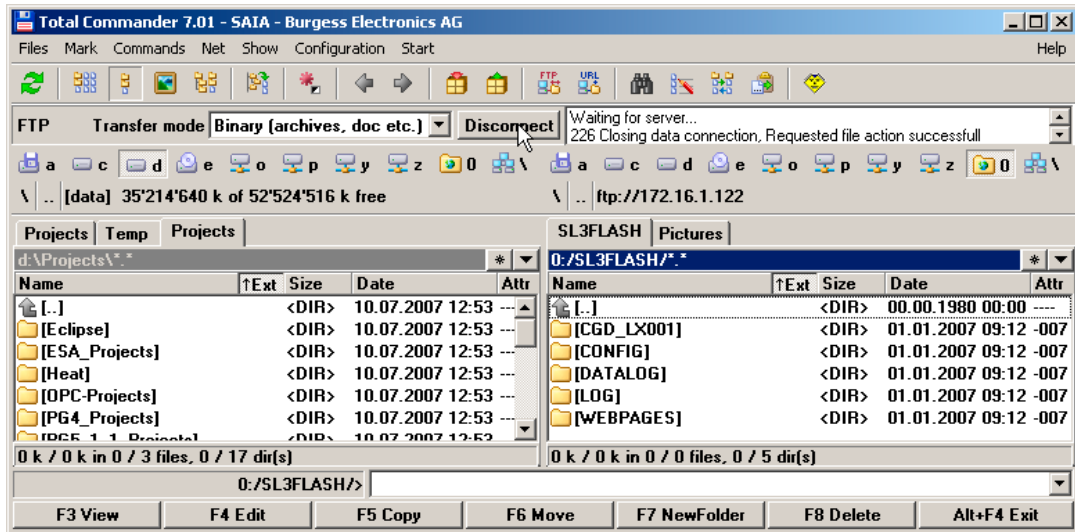 Total Commander 7.01 - SAIA - Burgess Electronics AG
Files Mark Commands Net Show Configuration Start Help
FTP URL
FTP Transfer mode Binary (archives, doc etc.) Disconnect
Waiting for server...
226 Closing data connection, Requested file action successfull
a c d e o p y z 0 \ a c d e o p y z 0 \
\ .. [data] 35'214'640 k of 52'524'516 k free \ .. ftp://172.16.1.122
Projects Temp Projects SL3FLASH Pictures
d:\Projects\*.* * 0:/SL3FLASH/*.* *
Name ↑Ext Size Date Attr Name ↑Ext Size Date Attr
[..] <DIR> 10.07.2007 12:53 --- [..] <DIR> 00.00.1980 00:00 ----
[Eclipse] <DIR> 10.07.2007 12:53 --- [CGD_LX001] <DIR> 01.01.2007 09:12 -007
[ESA_Projects] <DIR> 10.07.2007 12:53 --- [CONFIG] <DIR> 01.01.2007 09:12 -007
[Heat] <DIR> 10.07.2007 12:53 --- [DATALOG] <DIR> 01.01.2007 09:12 -007
[OPC-Projects] <DIR> 10.07.2007 12:53 --- [LOG] <DIR> 01.01.2007 09:12 -007
[PG4_Projects] <DIR> 10.07.2007 12:53 --- [WEBPAGES] <DIR> 01.01.2007 09:12 -007
[PG5_1_1_Projects] <DIR> 10.07.2007 12:53
0 k / 0 k in 0 / 3 files, 0 / 17 dir(s) 0 k / 0 k in 0 / 0 files, 0 / 5 dir(s)
0:/SL3FLASH/>
F3 View F4 Edit F5 Copy F6 Move F7 NewFolder F8 Delete Alt+F4 Exit